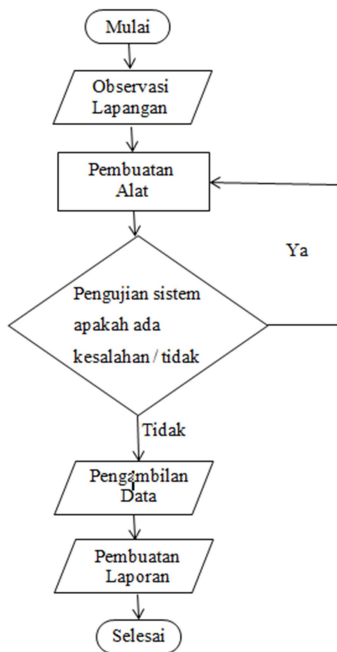 Mulai
Observasi
Lapangan
Pembuatan
Alat
Ya
Pengujian sistem
apakah ada
kesalahan / tidak
Tidak
Pengambilan
Data
Pembuatan
Laporan
Selesai